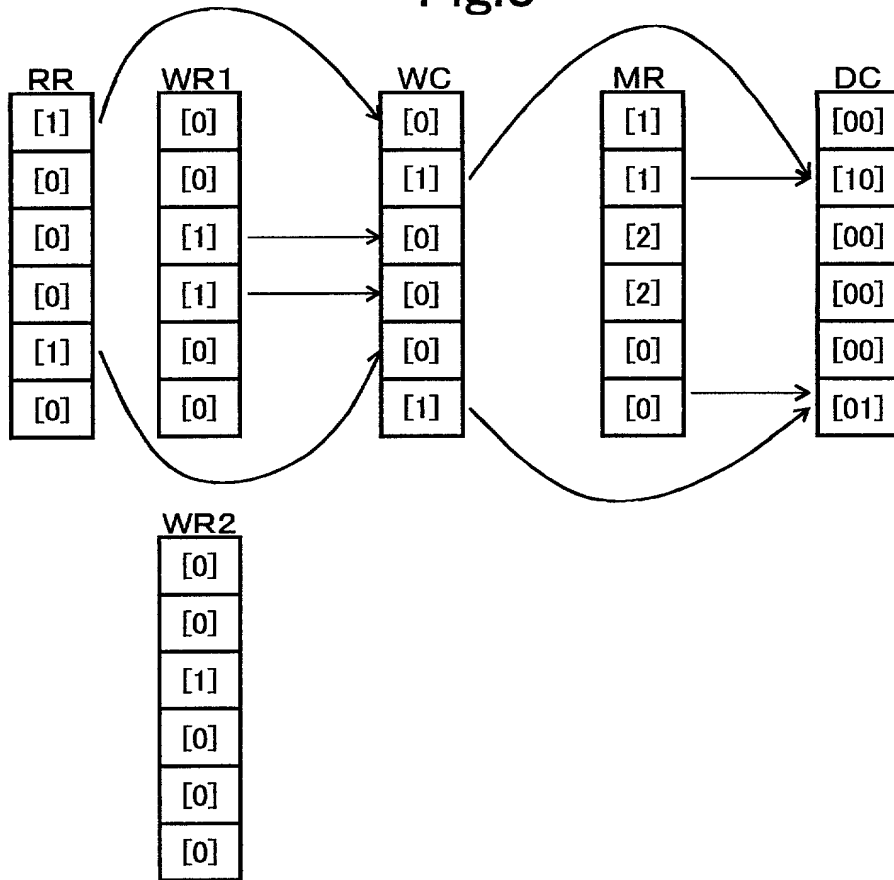 RR WR1 WC MR DC
[1] [0] [0] [1] [00]
[0] [0] [1] [1] [10]
[0] [1] [0] [2] [00]
[0] [1] [0] [2] [00]
[1] [0] [0] [0] [00]
[0] [0] [1] [0] [01]
WR2
[0]
[0]
[1]
[0]
[0]
[0]